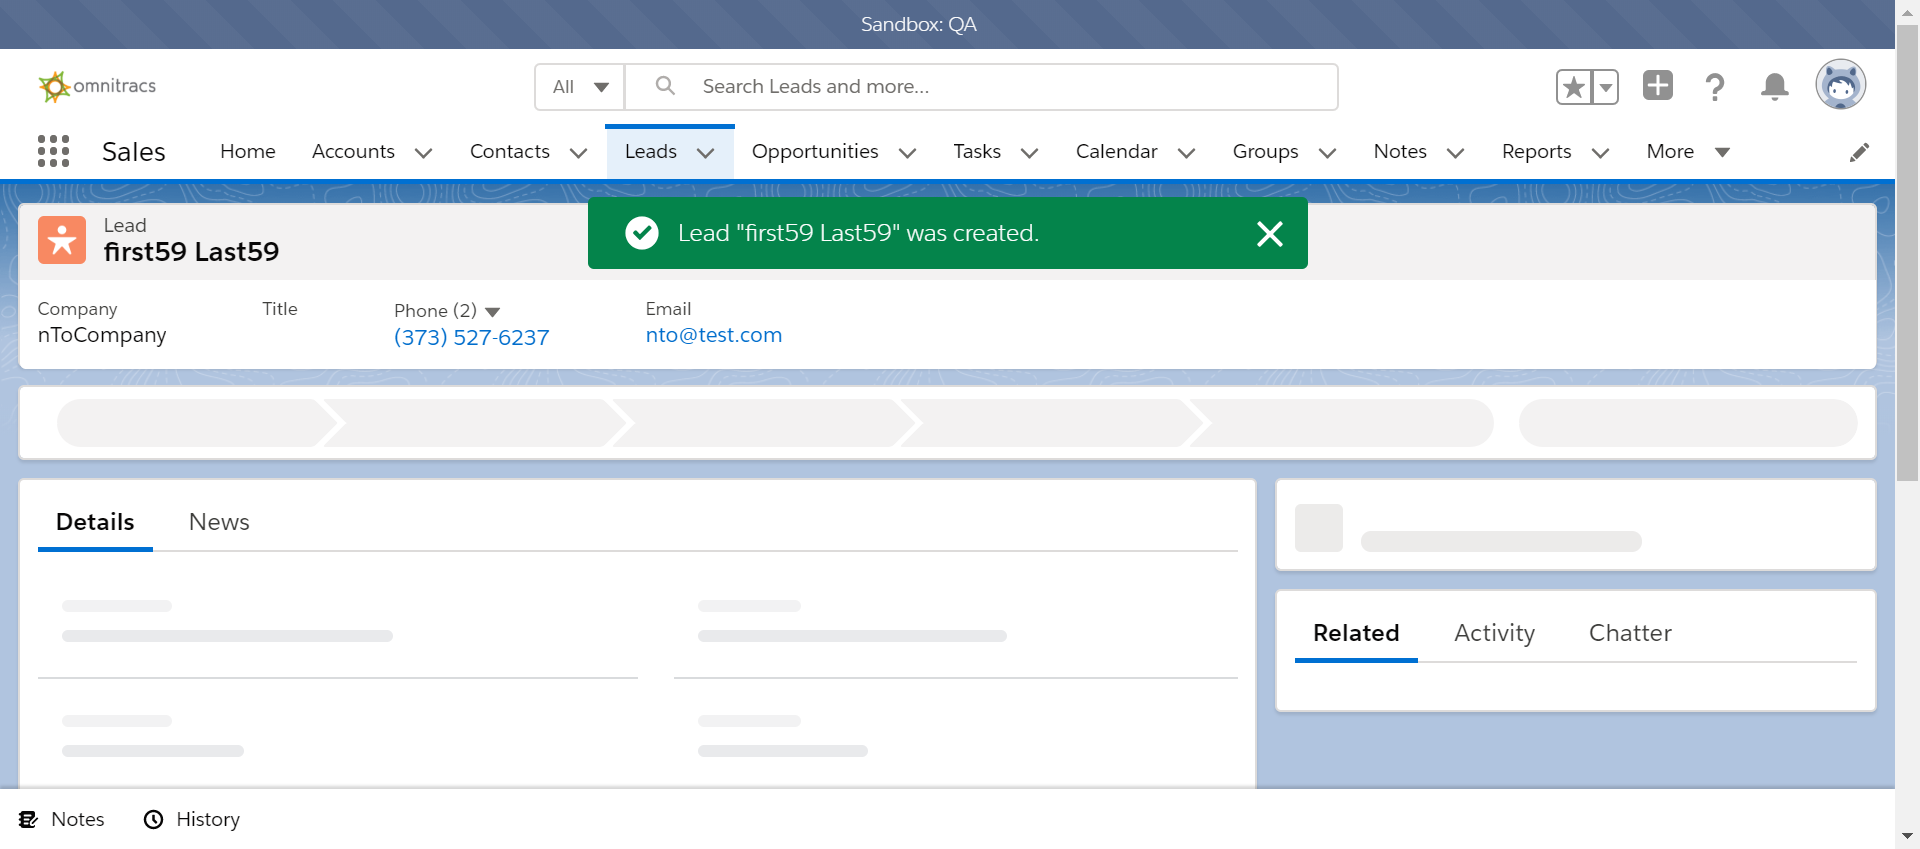 Sandbox: QA
omnitracs
All
Search Leads and more...
Sales Home Accounts Contacts Leads Opportunities Tasks Calendar Groups Notes Reports More
Lead
first59 Last59
Lead "first59 Last59" was created.
Company Title Phone (2) Email
nToCompany (373) 527-6237 nto@test.com
Details News
Related Activity Chatter
Notes History